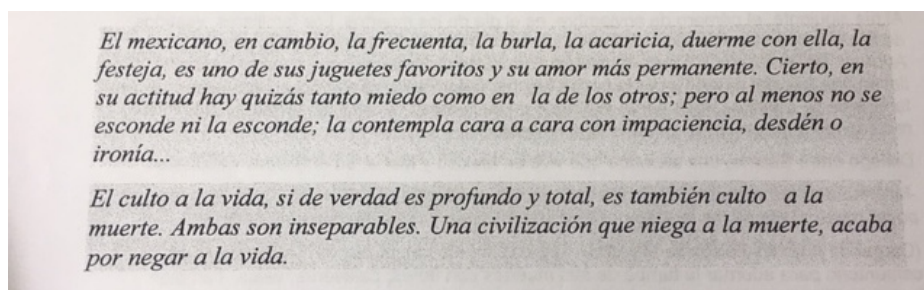 El mexicano, en cambio, la frecuenta, la burla, la acaricia, duerme con ella, la
festeja, es uno de sus juguetes favoritos y su amor más permanente. Cierto, en
su actitud hay quizás tanto miedo como en la de los otros; pero al menos no se
esconde ni la esconde; la contempla cara a cara con impaciencia, desdén o
ironía...
El culto a la vida, si de verdad es profundo y total, es también culto a la
muerte. Ambas son inseparables. Una civilización que niega a la muerte, acaba
por negar a la vida.